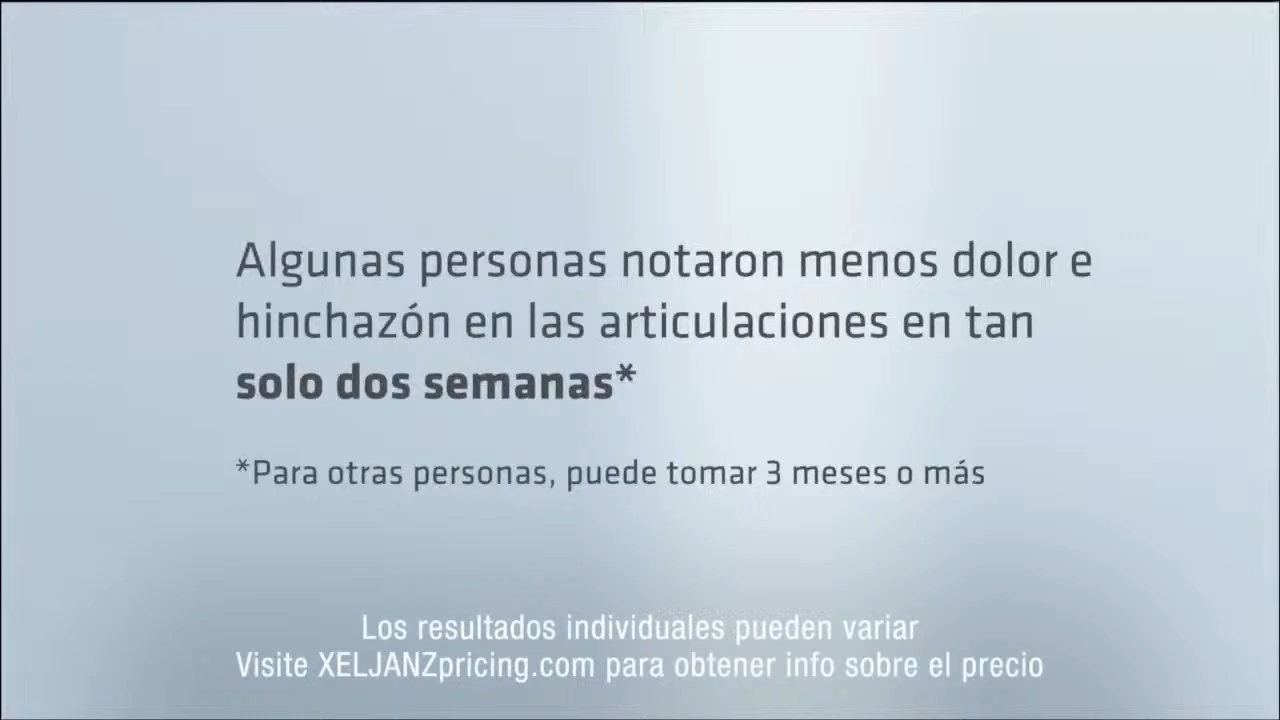 Algunas personas notaron menos dolor e
hinchazón en las articulaciones en tan
solo dos semanas*
*Para otras personas, puede tomar 3 meses o más
Los resultados individuales pueden variar
Visite XELJANZpricing.com para obtener info sobre el precio